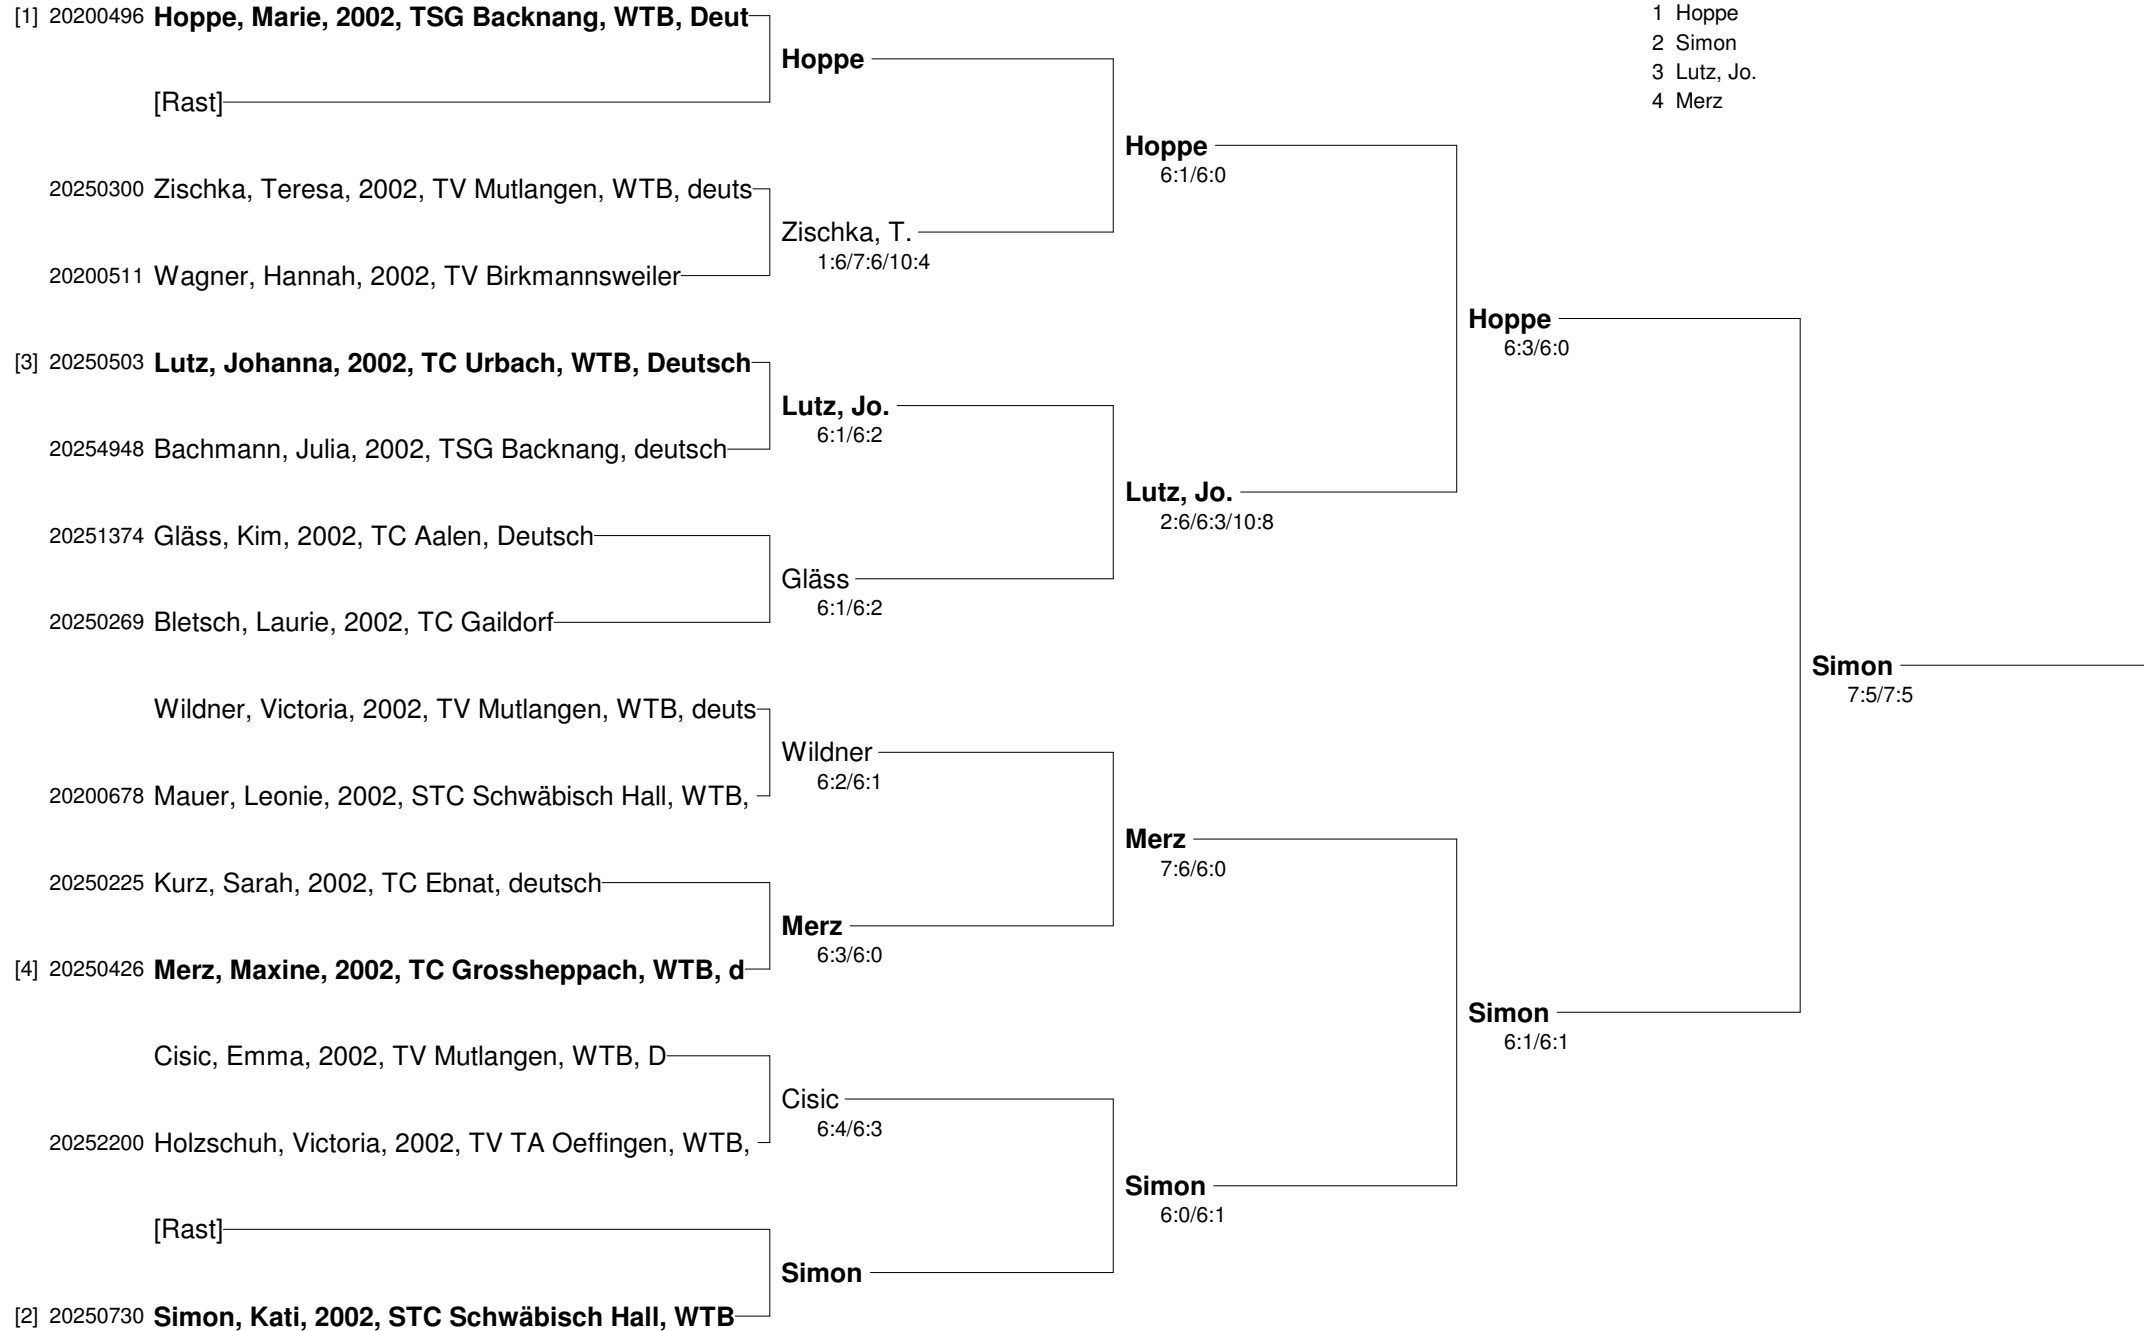 [1] 20200496 Hoppe, Marie, 2002, TSG Backnang, WTB, Deut
[Rast]
20250300 Zischka, Teresa, 2002, TV Mutlangen, WTB, deuts
20200511 Wagner, Hannah, 2002, TV Birkmannsweiler
[3] 20250503 Lutz, Johanna, 2002, TC Urbach, WTB, Deutsch
20254948 Bachmann, Julia, 2002, TSG Backnang, deutsch
20251374 Gläss, Kim, 2002, TC Aalen, Deutsch
20250269 Bletsch, Laurie, 2002, TC Gaildorf
Wildner, Victoria, 2002, TV Mutlangen, WTB, deuts
20200678 Mauer, Leonie, 2002, STC Schwäbisch Hall, WTB,
20250225 Kurz, Sarah, 2002, TC Ebnat, deutsch
[4] 20250426 Merz, Maxine, 2002, TC Grossheppach, WTB, d
Cisic, Emma, 2002, TV Mutlangen, WTB, D
20252200 Holzschuh, Victoria, 2002, TV TA Oeffingen, WTB,
[Rast]
[2] 20250730 Simon, Kati, 2002, STC Schwäbisch Hall, WTB
Hoppe
Zischka, T.
1:6/7:6/10:4
Lutz, Jo.
6:1/6:2
Gläss
6:1/6:2
Wildner
6:2/6:1
Merz
6:3/6:0
Cisic
6:4/6:3
Simon
Hoppe
6:1/6:0
Lutz, Jo.
2:6/6:3/10:8
Merz
7:6/6:0
Simon
6:0/6:1
Hoppe
6:3/6:0
Simon
6:1/6:1
Simon
7:5/7:5
1 Hoppe
2 Simon
3 Lutz, Jo.
4 Merz